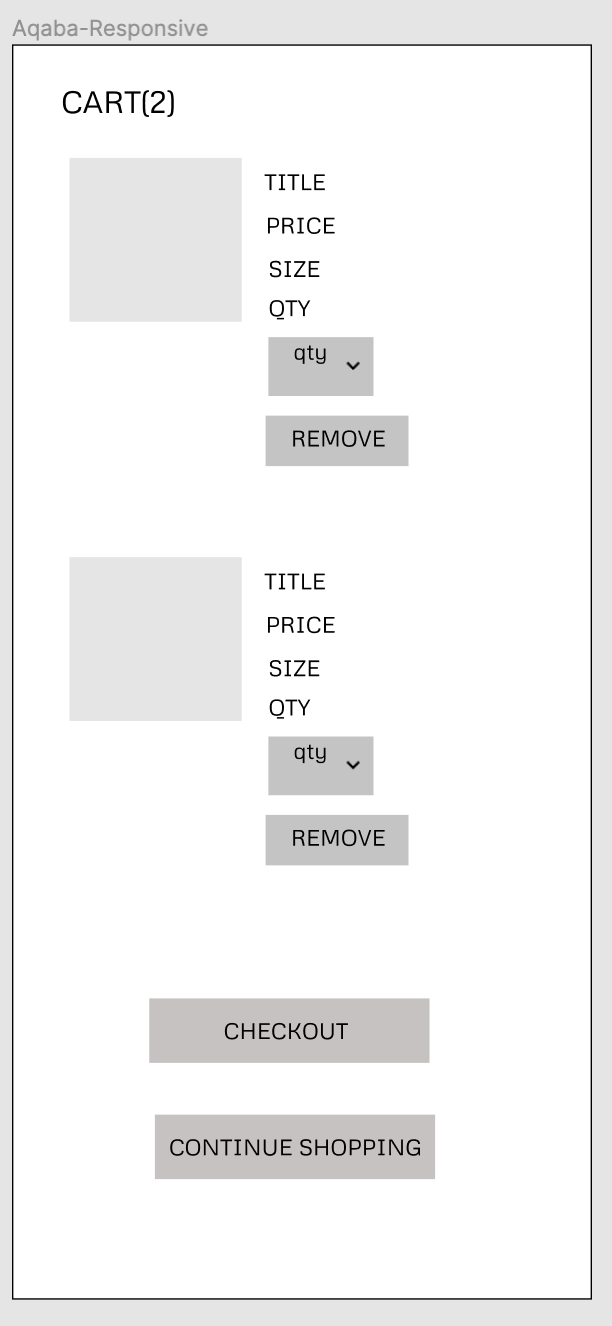 Aqaba-Responsive
CART(2)
TITLE
PRICE
SIZE
QTY
qty
REMOVE
TITLE
PRICE
SIZE
QTY
qty
REMOVE
CHECKOUT
CONTINUE SHOPPING